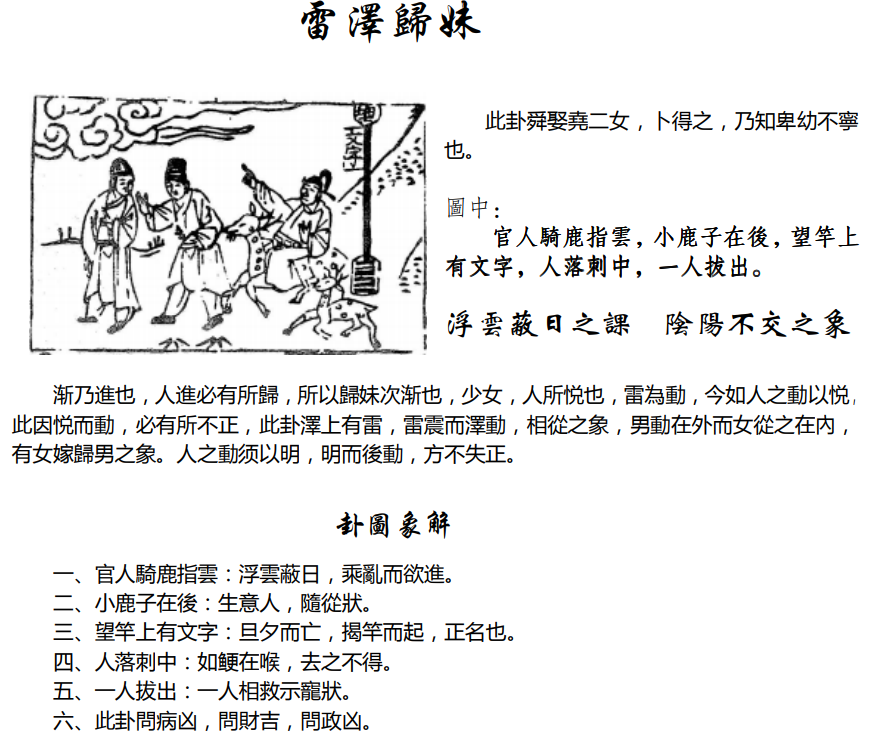 雷澤歸妹
此卦舜娶堯二女，卜得之，乃知卑幼不寧
也。
圖中：
官人騎鹿指雲，小鹿子在後，望竿上
有文字，人落刺中，一人拔出。
文字
浮雲蔽日之課　陰陽不交之象
渐乃進也，人進必有所歸，所以歸妹次渐也，少女，人所悦也，雷為動，今如人之動以悦，
此因悦而動，必有所不正，此卦澤上有雷，雷震而澤動，相從之象，男動在外而女從之在內，
有女嫁歸男之象。人之動须以明，明而後動，方不失正。
卦圖象解
一、官人騎鹿指雲：浮雲蔽日，乘亂而欲進。
二、小鹿子在後：生意人，隨從狀。
三、望竿上有文字：旦夕而亡，揭竿而起，正名也。
四、人落刺中：如鲠在喉，去之不得。
五、一人拔出：一人相救示寵狀。
六、此卦問病凶，問財吉，問政凶。